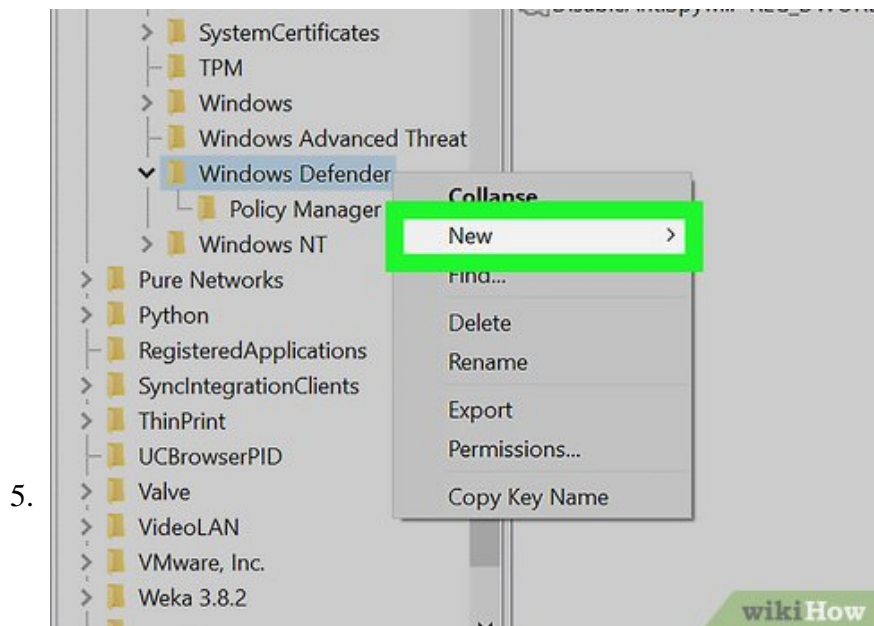 SystemCertificates
TPM
Windows
Windows Advanced Threat
Windows Defender
Policy Manager
Windows NT
Pure Networks
Python
RegisteredApplications
SyncIntegrationClients
ThinPrint
UCBrowserPID
5.
Valve
VideoLAN
VMware, Inc.
Weka 3.8.2
Collapse
New
Find...
Delete
Rename
Export
Permissions...
Copy Key Name
wikiHow